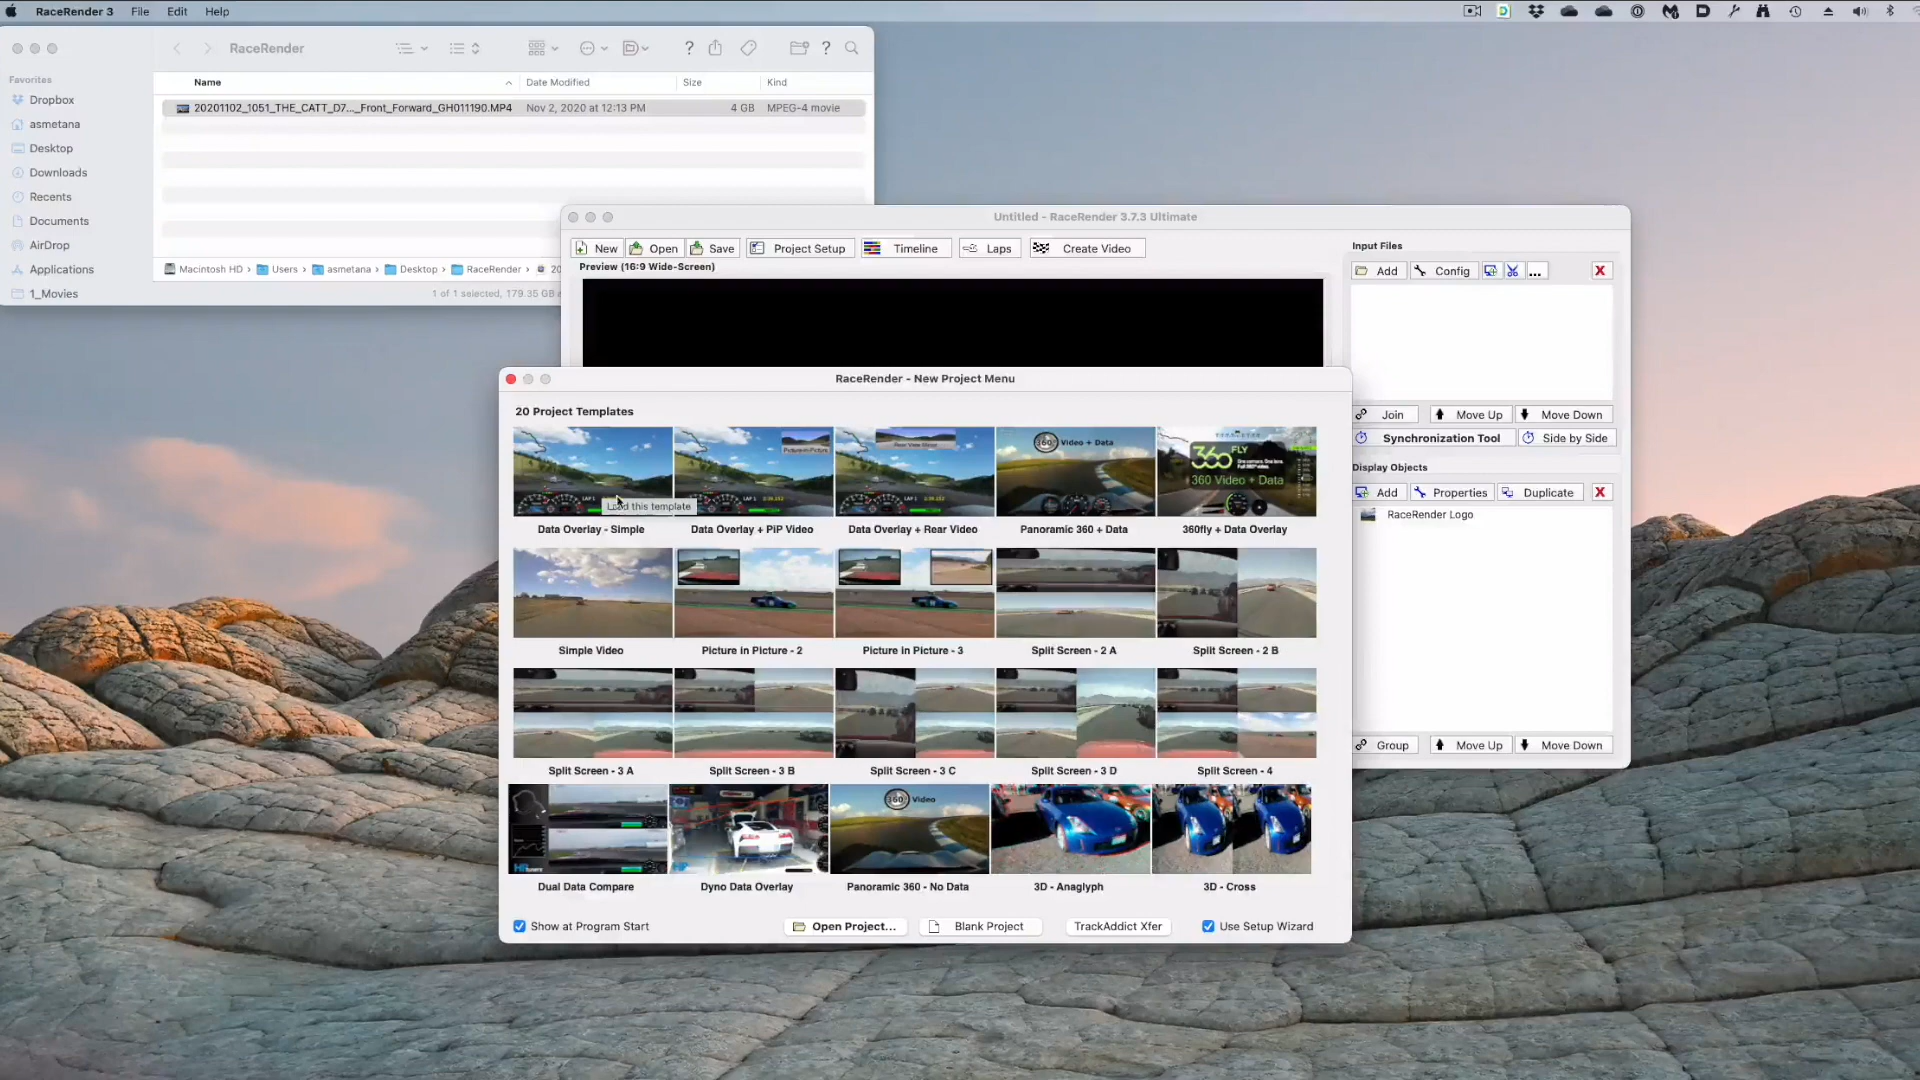 RaceRender 3 File Edit Help
RaceRender
Favorites
Dropbox
asmetana
Desktop
Downloads
Recents
Documents
AirDrop
Applications
1_Movies
Name Date Modified Size Kind
20201102_1051_THE_CATT_D7..._Front_Forward_GH011190.MP4 Nov 2, 2020 at 12:13 PM 4 GB MPEG-4 movie
Macintosh HD › Users › asmetana › Desktop › RaceRender › 20
1 of 1 selected, 179.35 GB
Untitled - RaceRender 3.7.3 Ultimate
New Open Save Project Setup Timeline Laps Create Video
Preview (16:9 Wide-Screen)
Input Files
Add Config ... X
Join Move Up Move Down
Synchronization Tool Side by Side
Display Objects
Add Properties Duplicate X
RaceRender Logo
Group Move Up Move Down
RaceRender - New Project Menu
20 Project Templates
Load this template
Data Overlay - Simple Data Overlay + PiP Video Data Overlay + Rear Video Panoramic 360 + Data 360fly + Data Overlay
Simple Video Picture in Picture - 2 Picture in Picture - 3 Split Screen - 2 A Split Screen - 2 B
Split Screen - 3 A Split Screen - 3 B Split Screen - 3 C Split Screen - 3 D Split Screen - 4
Dual Data Compare Dyno Data Overlay Panoramic 360 - No Data 3D - Anaglyph 3D - Cross
Show at Program Start Open Project... Blank Project TrackAddict Xfer Use Setup Wizard